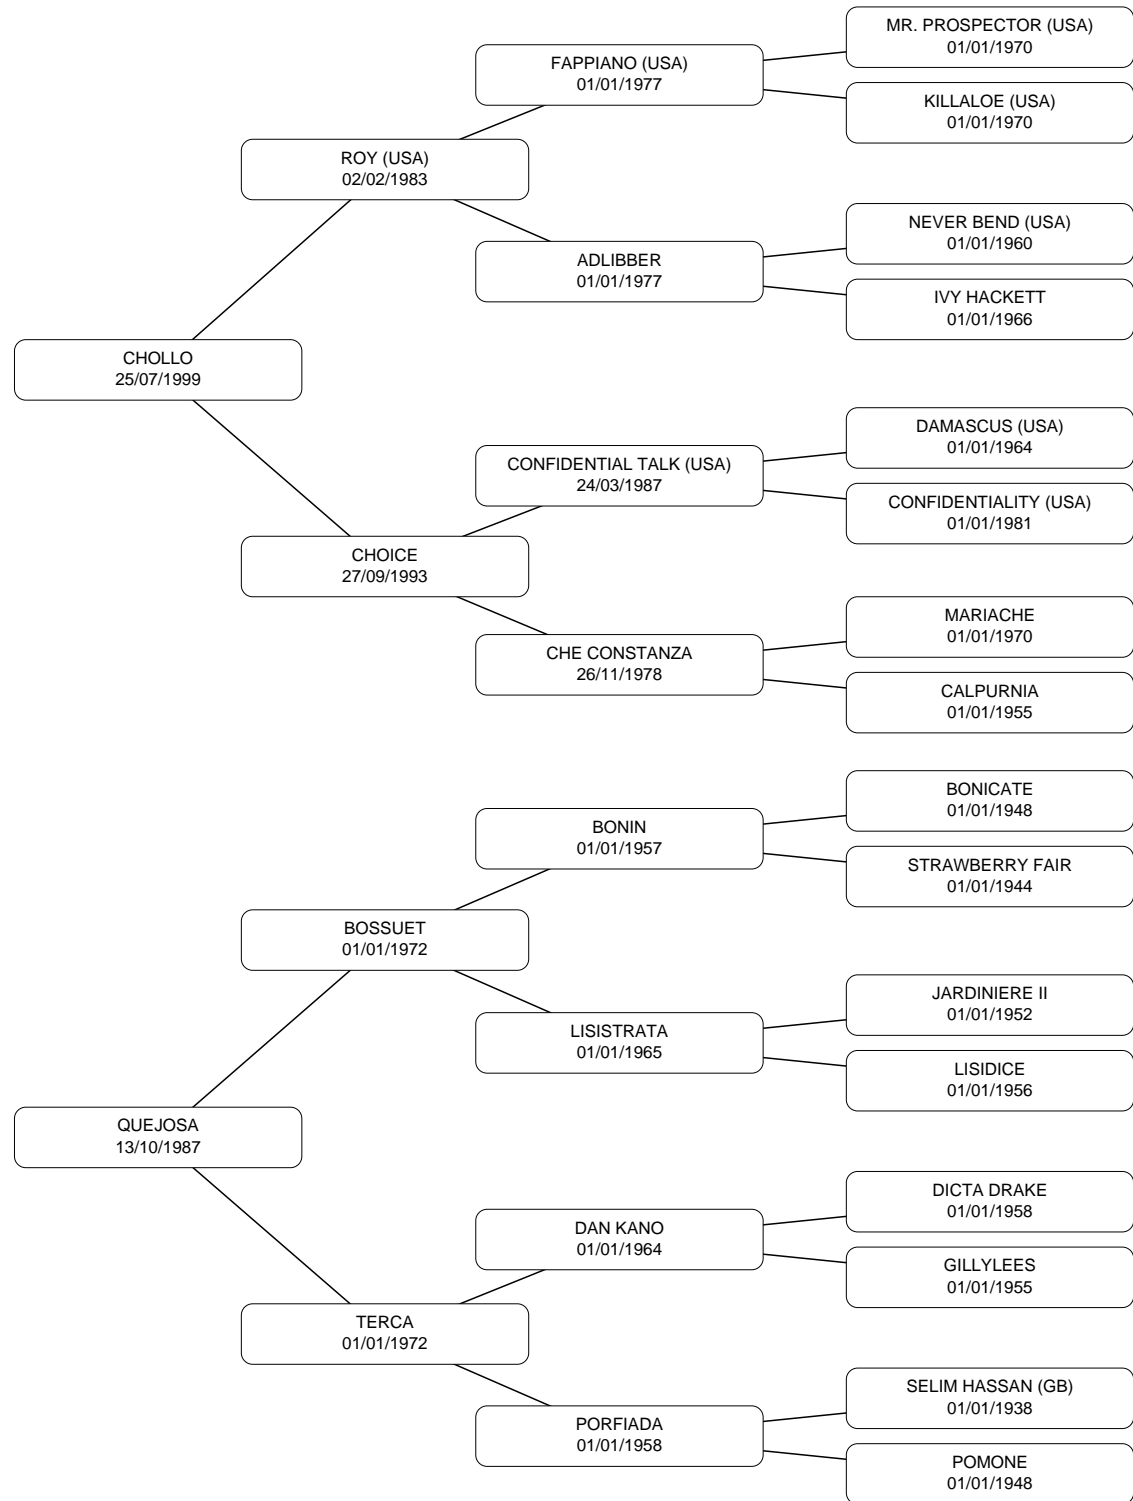 MR. PROSPECTOR (USA)
01/01/1970
FAPPIANO (USA)
01/01/1977
KILLALOE (USA)
01/01/1970
ROY (USA)
02/02/1983
NEVER BEND (USA)
01/01/1960
ADLIBBER
01/01/1977
IVY HACKETT
01/01/1966
CHOLLO
25/07/1999
DAMASCUS (USA)
01/01/1964
CONFIDENTIAL TALK (USA)
24/03/1987
CONFIDENTIALITY (USA)
01/01/1981
CHOICE
27/09/1993
MARIACHE
01/01/1970
CHE CONSTANZA
26/11/1978
CALPURNIA
01/01/1955
BONICATE
01/01/1948
BONIN
01/01/1957
STRAWBERRY FAIR
01/01/1944
BOSSUET
01/01/1972
JARDINIERE II
01/01/1952
LISISTRATA
01/01/1965
LISIDICE
01/01/1956
QUEJOSA
13/10/1987
DICTA DRAKE
01/01/1958
DAN KANO
01/01/1964
GILLYLEES
01/01/1955
TERCA
01/01/1972
SELIM HASSAN (GB)
01/01/1938
PORFIADA
01/01/1958
POMONE
01/01/1948